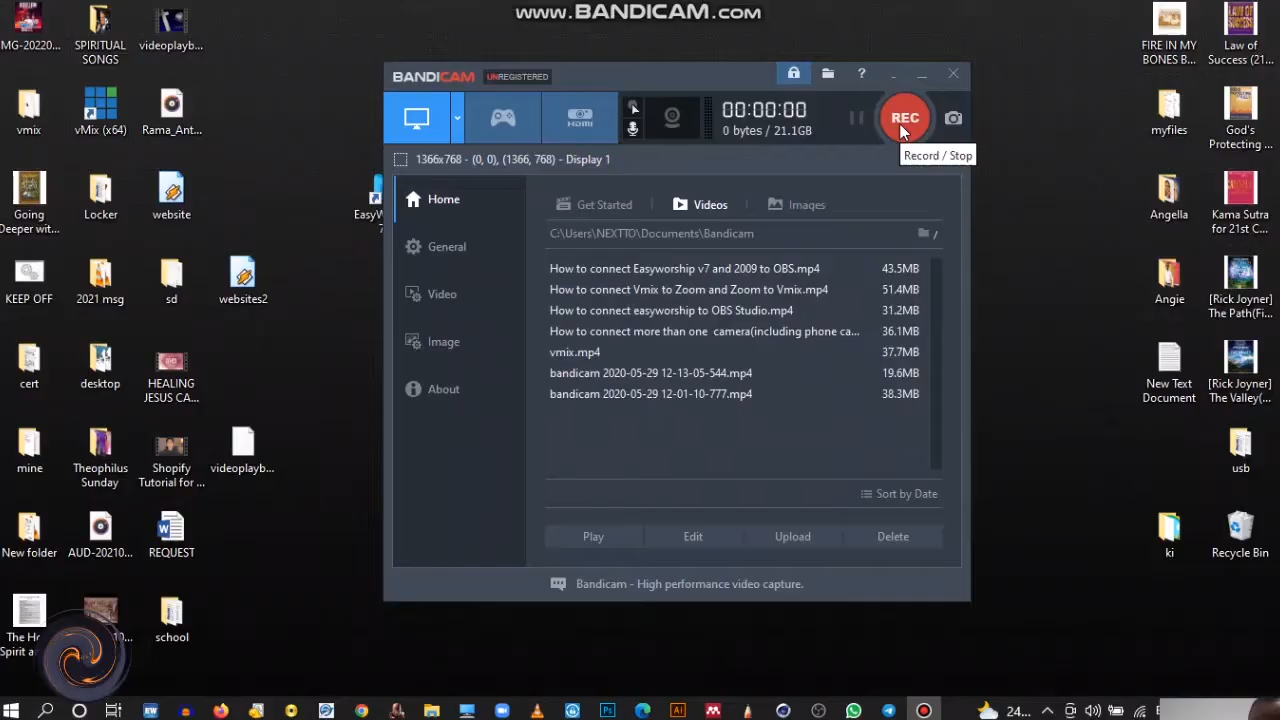 www.BANDICAM.com
MG-20220...
SPIRITUAL
SONGS
videoplayb...
FIRE IN MY
BONES B...
Law of
Success (21...
BANDICAM UNREGISTERED
?
00:00:00
0 bytes / 21.1GB
HDMI
REC
Record / Stop
1366x768 - (0, 0), (1366, 768) - Display 1
vmix
vMix (x64)
Rama_Ant...
myfiles
God's
Protecting ...
Home
General
Video
Image
About
Get Started
Videos
Images
C:\Users\NEXTTO\Documents\Bandicam
How to connect Easyworship v7 and 2009 to OBS.mp4 43.5MB
How to connect Vmix to Zoom and Zoom to Vmix.mp4 51.4MB
How to connect easyworship to OBS Studio.mp4 31.2MB
How to connect more than one camera(including phone ca... 36.1MB
vmix.mp4 37.7MB
bandicam 2020-05-29 12-13-05-544.mp4 19.6MB
bandicam 2020-05-29 12-01-10-777.mp4 38.3MB
Sort by Date
Play
Edit
Upload
Delete
Bandicam - High performance video capture.
Going
Deeper wit...
Locker
website
EasyW
7
Angella
Kama Sutra
for 21st C...
KEEP OFF
2021 msg
sd
websites2
Angie
[Rick Joyner]
The Path(Fi...
cert
desktop
HEALING
JESUS CA...
New Text
Document
[Rick Joyner]
The Valley(...
mine
Theophilus
Sunday
Shopify
Tutorial for ...
videoplayb...
usb
New folder
AUD-20210...
REQUEST
ki
Recycle Bin
The Ho
Spirit a
school
24...